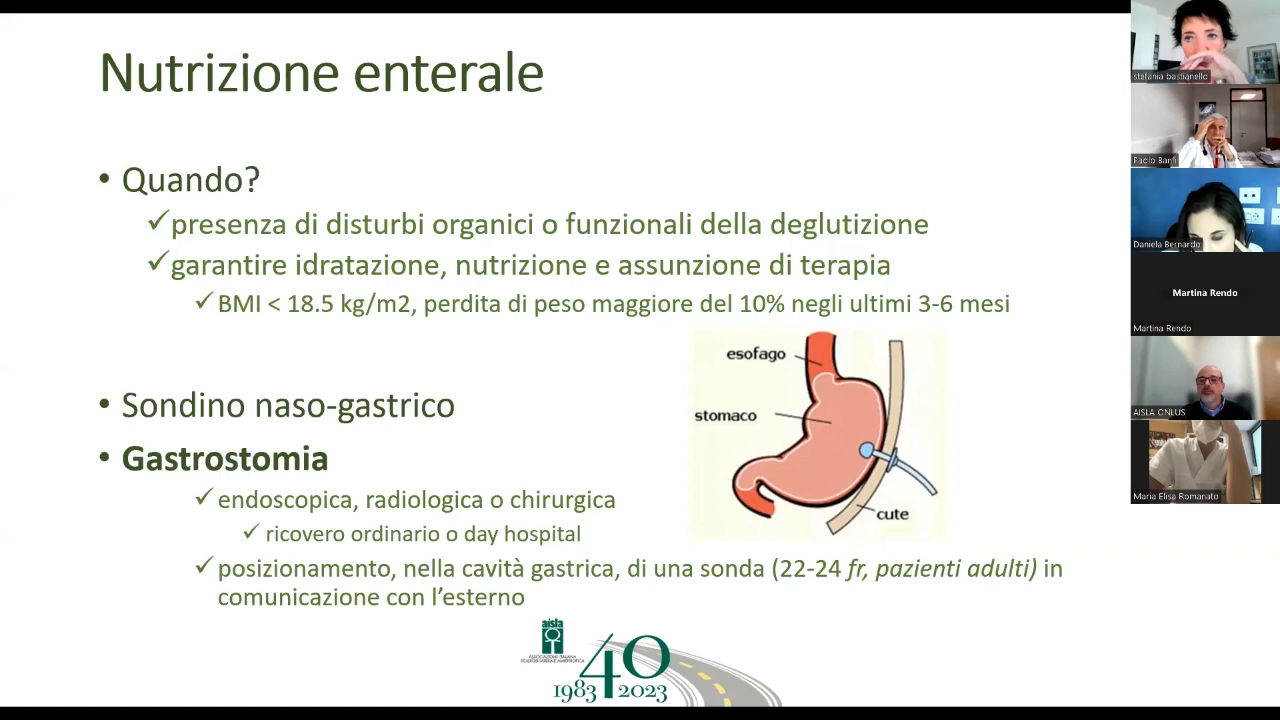 Nutrizione enterale
• Quando?
✓presenza di disturbi organici o funzionali della deglutizione
✓garantire idratazione, nutrizione e assunzione di terapia
✓ BMI < 18.5 kg/m2, perdita di peso maggiore del 10% negli ultimi 3-6 mesi
esofago
stomaco
cute
• Sondino naso-gastrico
• Gastrostomia
✓ endoscopica, radiologica o chirurgica
✓ ricovero ordinario o day hospital
✓ posizionamento, nella cavità gastrica, di una sonda (22-24 fr, pazienti adulti) in
comunicazione con l’esterno
aisla
ASSOCIAZIONE ITALIANA
SCLEROSI LATERALE AMIOTROFICA
40
1983 2023
stefania bastianello
Paolo Banfi
Daniela Bernardo
Martina Rendo
Martina Rendo
AISLA ONLUS
Maria Elisa Romanato